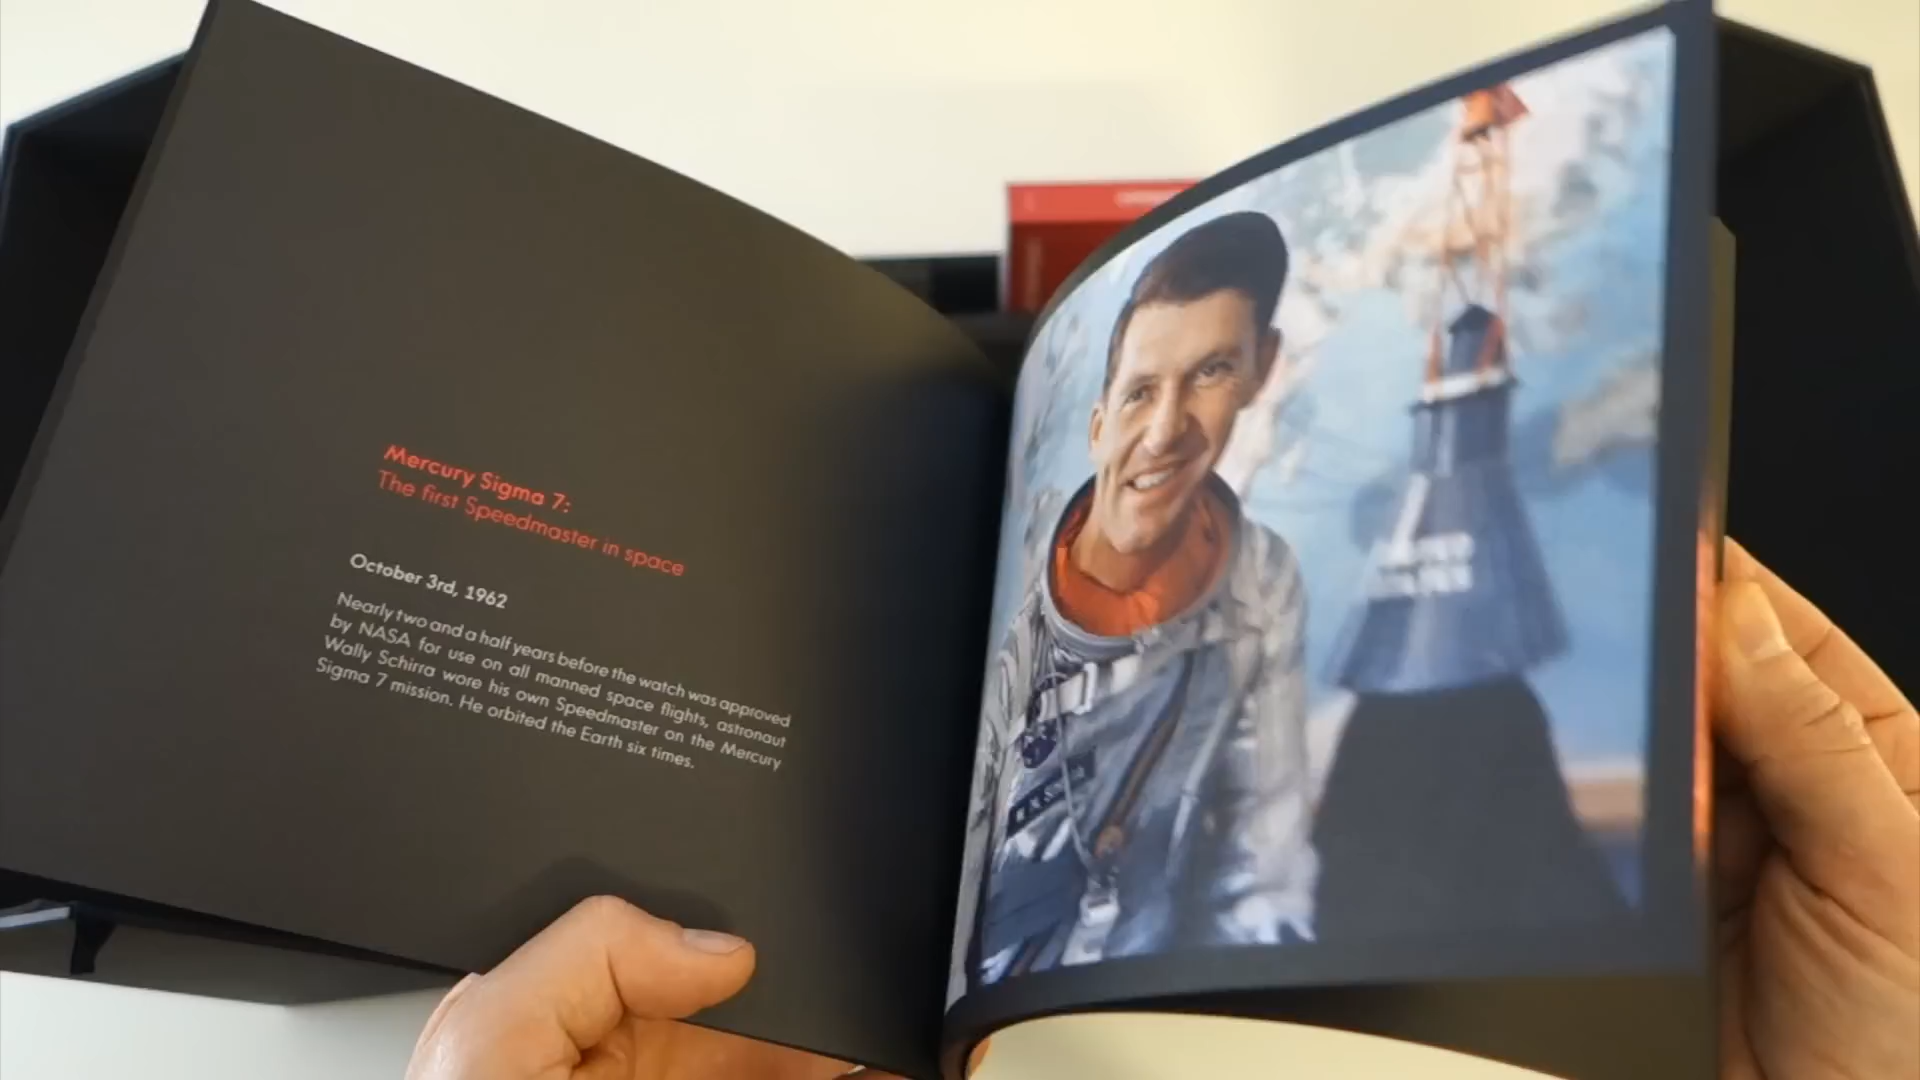 Mercury Sigma 7:
The first Speedmaster in space
October 3rd, 1962
Nearly two and a half years before the watch was approved
by NASA for use on all manned space flights, astronaut
Wally Schirra wore his own Speedmaster on the Mercury
Sigma 7 mission. He orbited the Earth six times.
UNITED
STATES